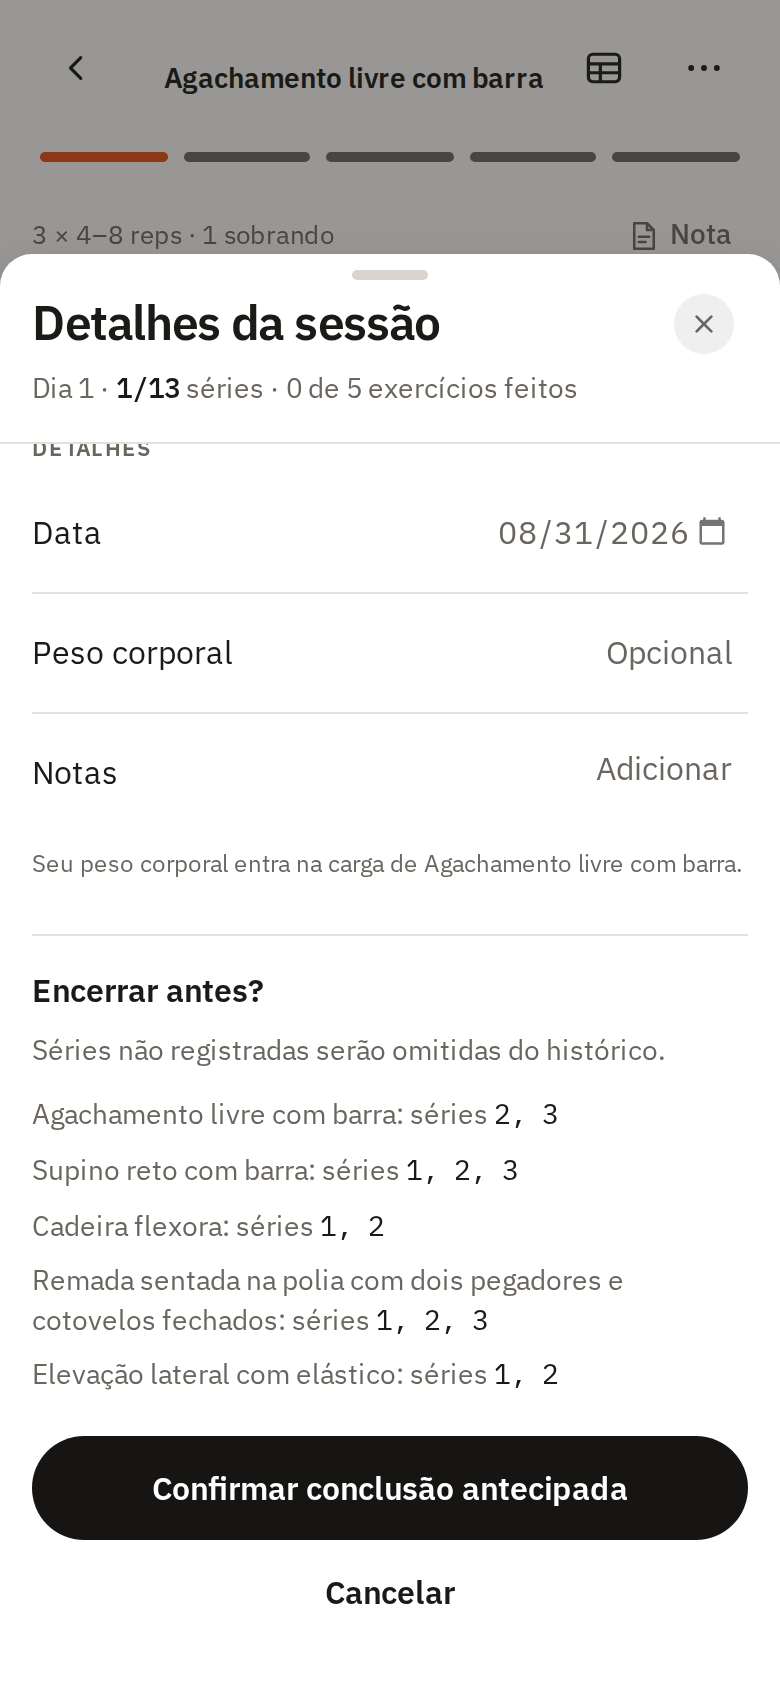 Agachamento livre com barra
3 × 4–8 reps · 1 sobrando
Nota
Detalhes da sessão
Dia 1 · 1/13 séries · 0 de 5 exercícios feitos
DETALHES
Data
08/31/2026
Peso corporal
Opcional
Notas
Adicionar
Seu peso corporal entra na carga de Agachamento livre com barra.
Encerrar antes?
Séries não registradas serão omitidas do histórico.
Agachamento livre com barra: séries 2, 3
Supino reto com barra: séries 1, 2, 3
Cadeira flexora: séries 1, 2
Remada sentada na polia com dois pegadores e
cotovelos fechados: séries 1, 2, 3
Elevação lateral com elástico: séries 1, 2
Confirmar conclusão antecipada
Cancelar